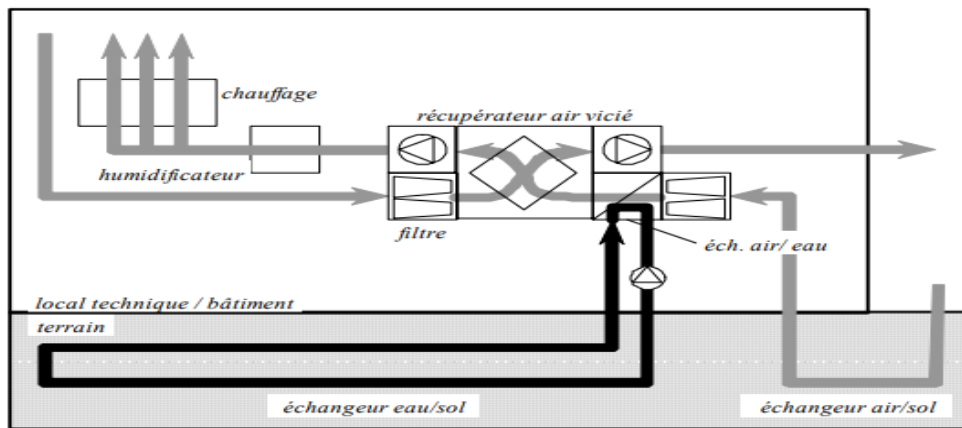 chauffage
récupérateur air vicié
humidificateur
filtre
éch. air/ eau
local technique / bâtiment
terrain
échangeur eau/sol
échangeur air/sol